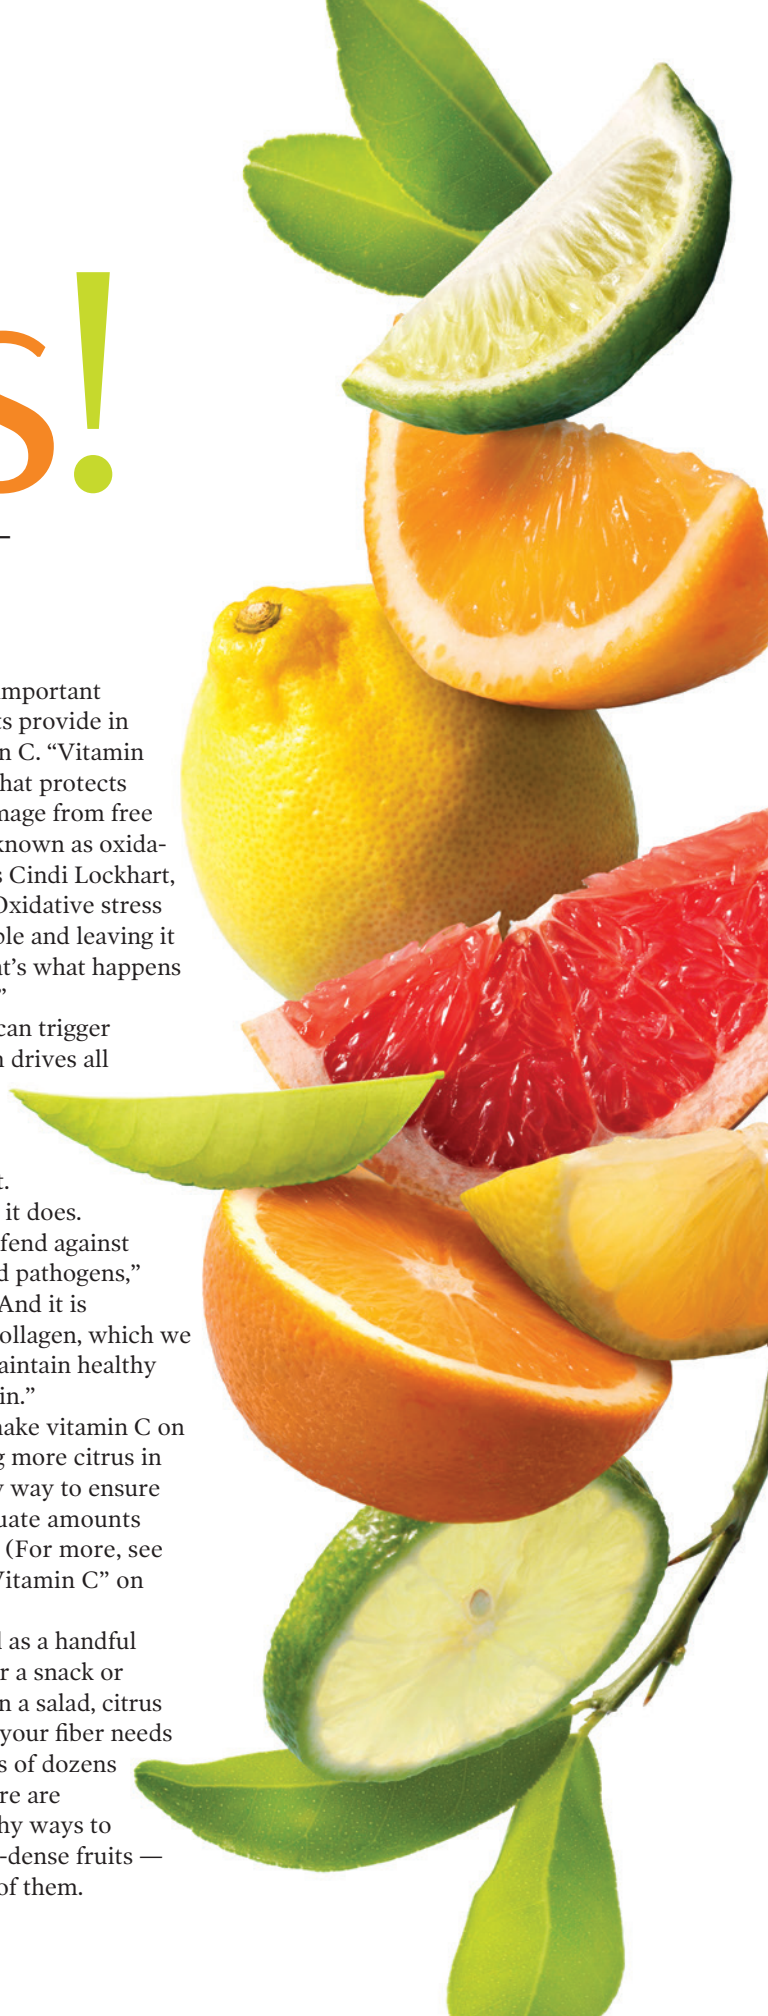 s!
important
ts provide in
n C. “Vitamin
hat protects
mage from free
known as oxida-
s Cindi Lockhart,
Oxidative stress
ole and leaving it
at’s what happens
”
can trigger
n drives all
t.
it does.
fend against
d pathogens,”
And it is
ollagen, which we
aintain healthy
in.”
make vitamin C on
g more citrus in
y way to ensure
uate amounts
(For more, see
Vitamin C” on
l as a handful
r a snack or
n a salad, citrus
your fiber needs
s of dozens
re are
hy ways to
-dense fruits —
of them.